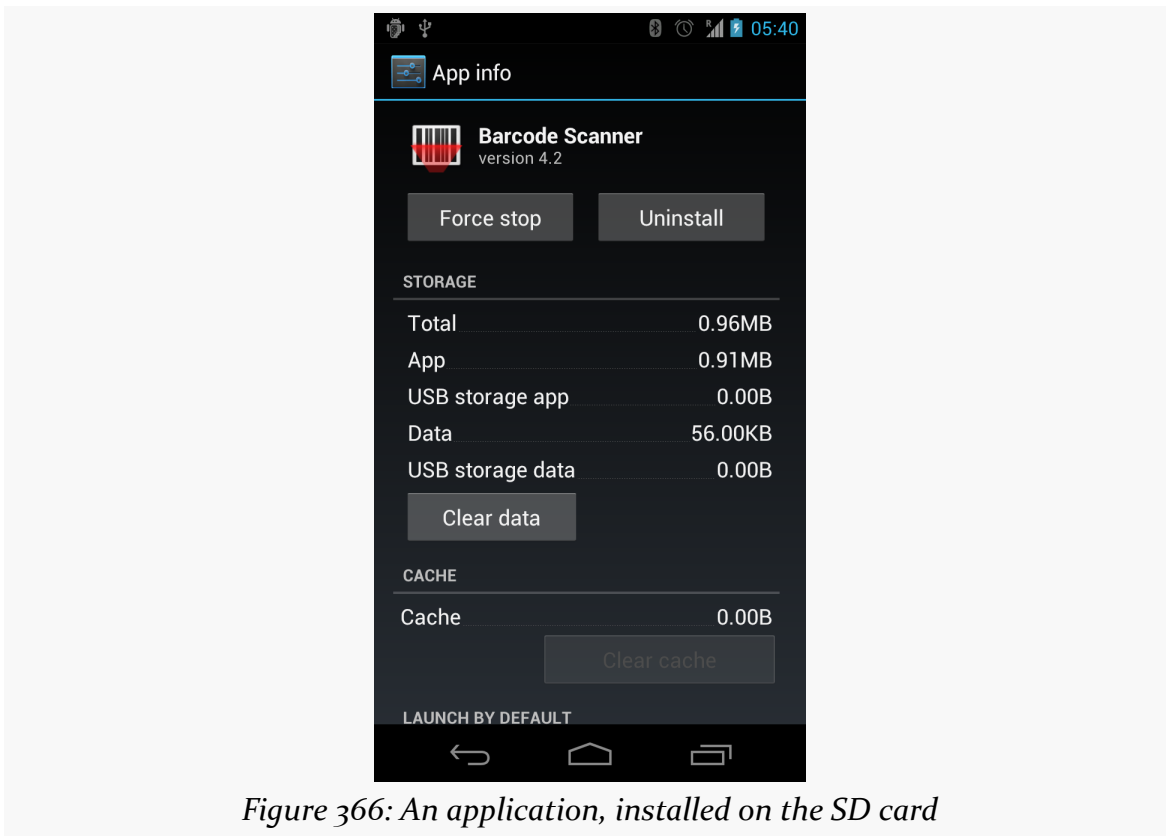 R 05:40
App info
Barcode Scanner
version 4.2
Force stop Uninstall
STORAGE
Total 0.96MB
App 0.91MB
USB storage app 0.00B
Data 56.00KB
USB storage data 0.00B
Clear data
CACHE
Cache 0.00B
Clear cache
LAUNCH BY DEFAULT
Figure 366: An application, installed on the SD card